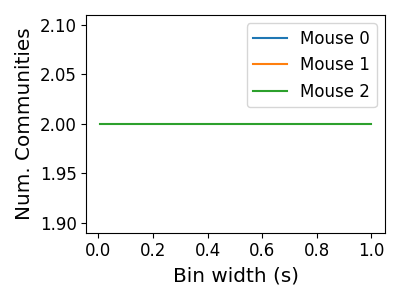 2.10
2.05
2.00
1.95
1.90
Num. Communities
Mouse 0
Mouse 1
Mouse 2
0.0 0.2 0.4 0.6 0.8 1.0
Bin width (s)